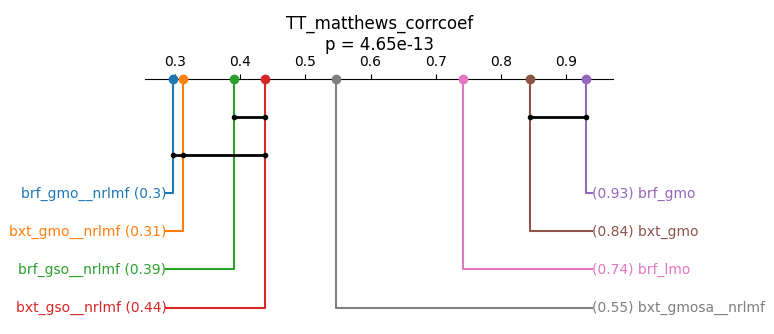 TT_matthews_corrcoef
p = 4.65e-13
0.3 0.4 0.5 0.6 0.7 0.8 0.9
brf_gmo__nrlmf (0.3) (0.93) brf_gmo
bxt_gmo__nrlmf (0.31) (0.84) bxt_gmo
brf_gso__nrlmf (0.39) (0.74) brf_lmo
bxt_gso__nrlmf (0.44) (0.55) bxt_gmosa__nrlmf